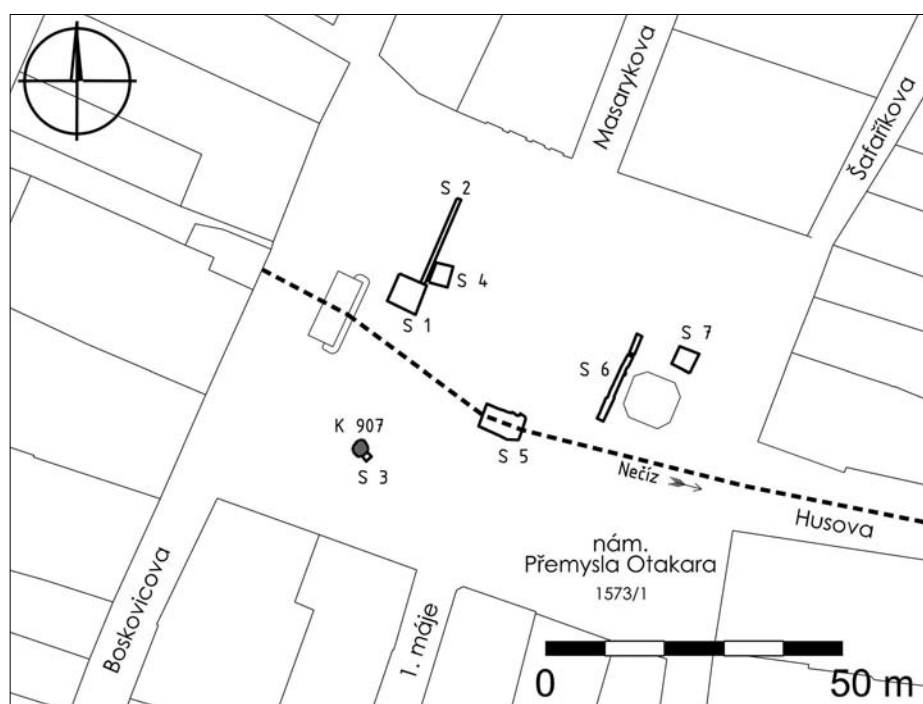 Masarykova
Šafaříkova
S 2
S 4
S 1
S 7
S 6
K 907
S 3
S 5
Nečíz
Husova
nám.
Přemysla Otakara
1573/1
Boskovicova
1. máje
0 50 m